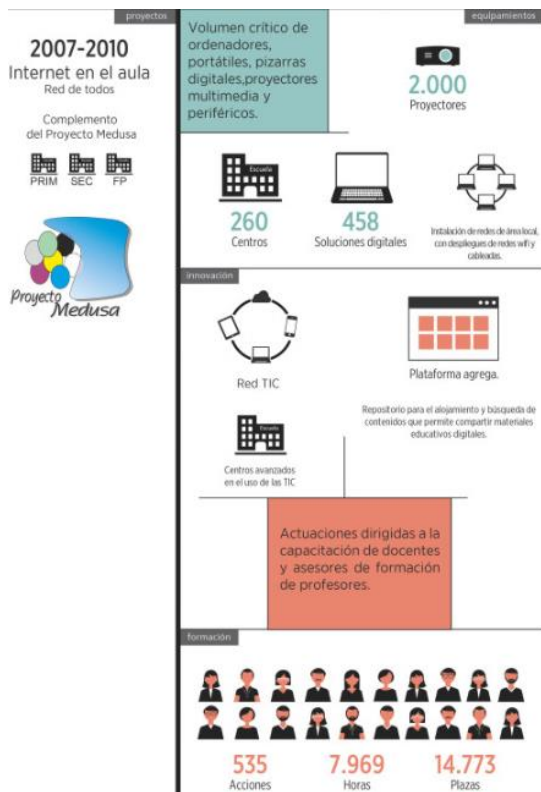 proyectos
2007-2010
Internet en el aula
Red de todos
Complemento
del Proyecto Medusa
PRIM SEC FP
Proyecto
Medusa
equipamientos
Volumen crítico de
ordenadores,
portátiles, pizarras
digitales,proyectores
multimedia y
periféricos.
2.000
Proyectores
Escuela
260
Centros
458
Soluciones digitales
Instalación de redes de área local,
con despliegues de redes wifi y
cableadas.
innovación
Red TIC
Plataforma agrega.
Repositorio para el alojamiento y búsqueda de
contenidos que permite compartir materiales
educativos digitales.
Escuela
Centros avanzados
en el uso de las TIC
Actuaciones dirigidas a la
capacitación de docentes
y asesores de formación
de profesores.
formación
535
Acciones
7.969
Horas
14.773
Plazas